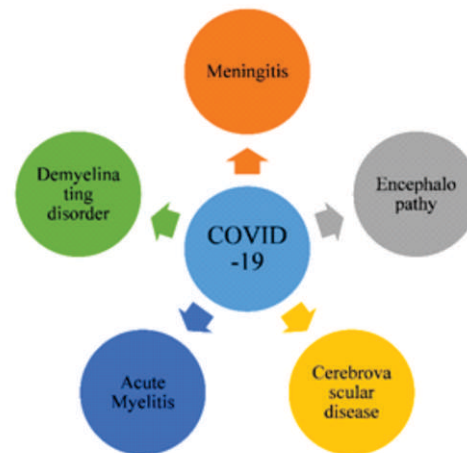 Meningitis
Demyelina
ting
disorder
Encephalo
pathy
COVID
-19
Acute
Myelitis
Cerebrova
scular
disease